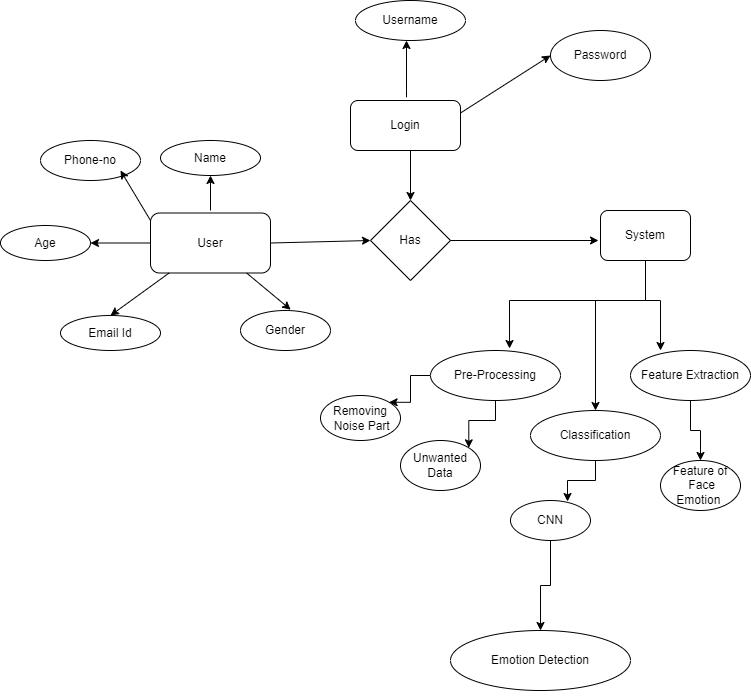 Username
Password
Login
Phone-no
Name
Age
User
Has
System
Email Id
Gender
Pre-Processing
Feature Extraction
Removing
Noise Part
Classification
Unwanted
Data
Feature of
Face
Emotion
CNN
Emotion Detection